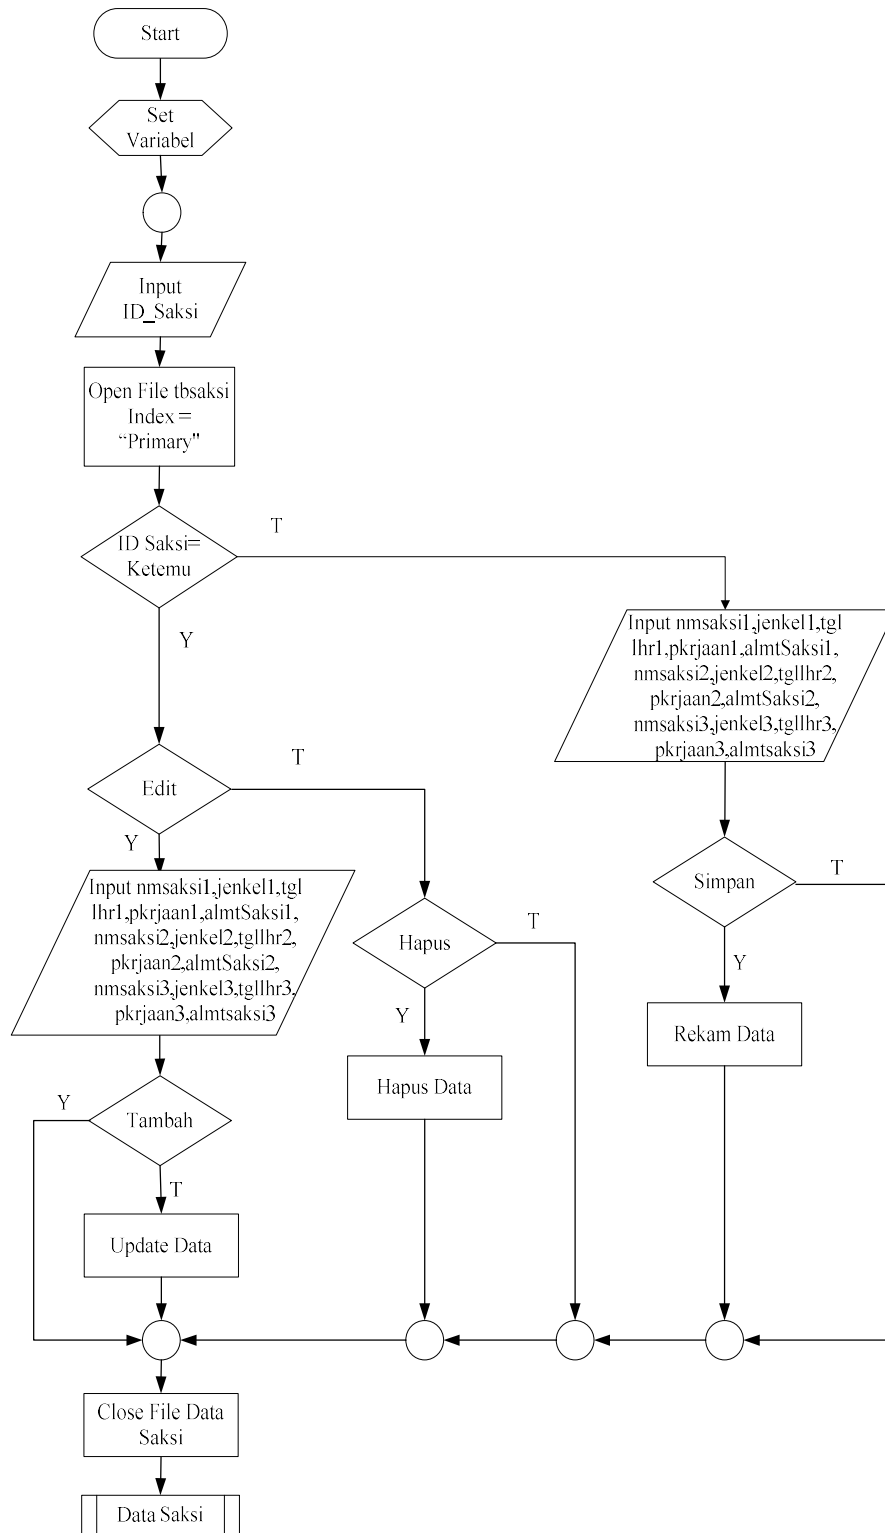 Start
Set
Variabel
Input
ID_Saksi
Open File tbsaksi
Index =
“Primary"
ID Saksi=
Ketemu
T
Y
Input nmsaksi1,jenkel1,tgl
lhr1,pkrjaan1,almtSaksi1,
nmsaksi2,jenkel2,tgllhr2,
pkrjaan2,almtSaksi2,
nmsaksi3,jenkel3,tgllhr3,
pkrjaan3,almtsaksi3
Edit
T
Y
Input nmsaksi1,jenkel1,tgl
lhr1,pkrjaan1,almtSaksi1,
nmsaksi2,jenkel2,tgllhr2,
pkrjaan2,almtSaksi2,
nmsaksi3,jenkel3,tgllhr3,
pkrjaan3,almtsaksi3
Hapus
T
Y
Simpan
T
Y
Rekam Data
Hapus Data
Tambah
Y
T
Update Data
Close File Data
Saksi
Data Saksi